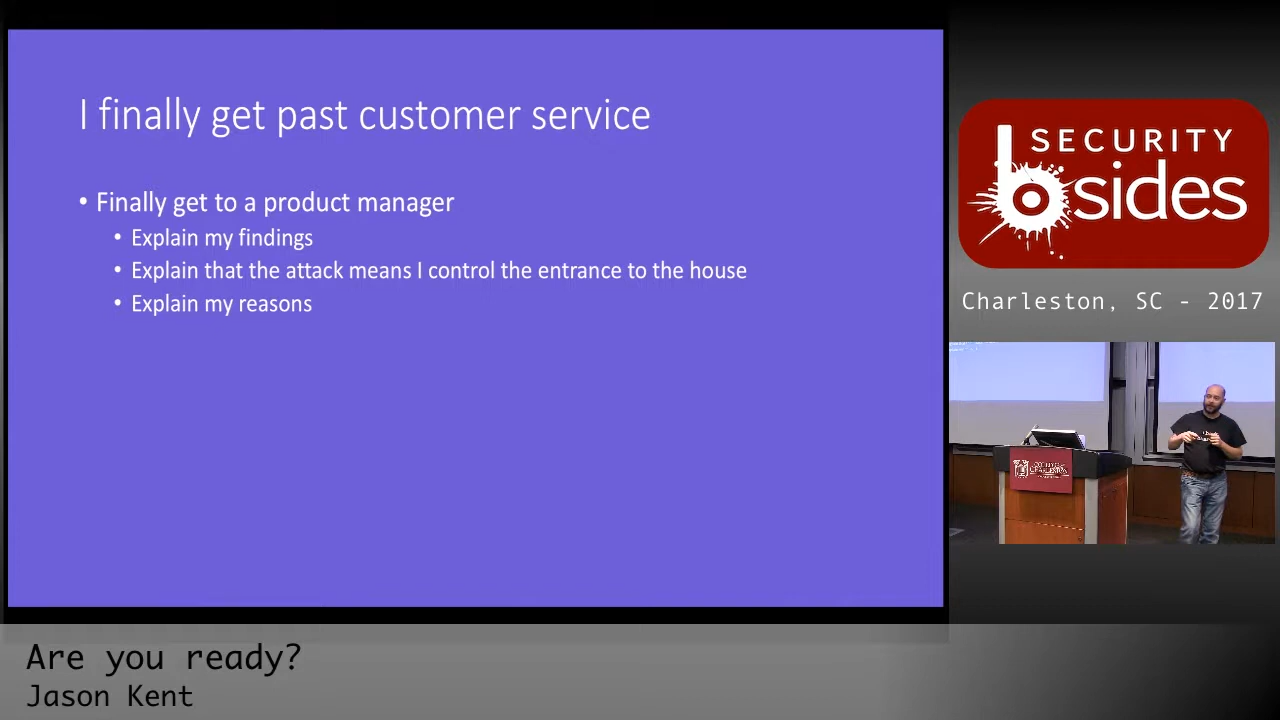 I finally get past customer service
• Finally get to a product manager
• Explain my findings
• Explain that the attack means I control the entrance to the house
• Explain my reasons
SECURITY
bsides
Charleston, SC - 2017
CHARLESTON
Are you ready?
Jason Kent